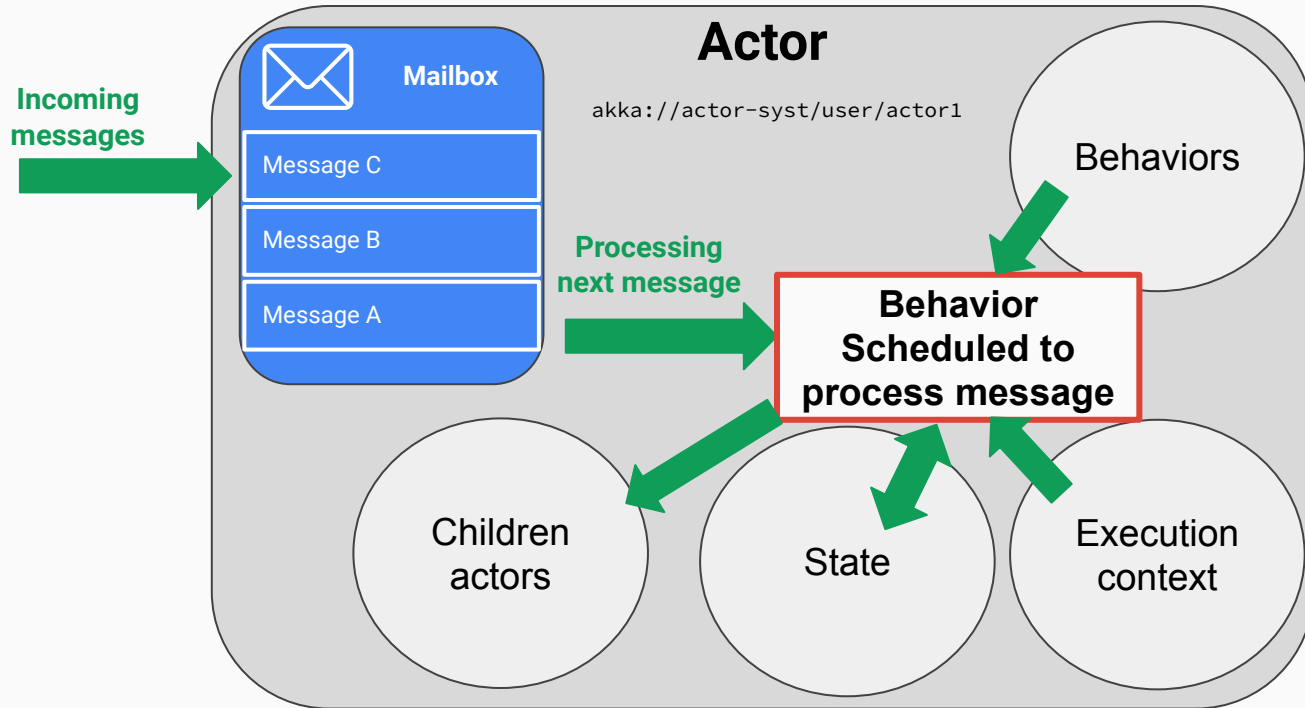 Actor
akka://actor-syst/user/actor1
Mailbox
Incoming
messages
Message C
Message B
Message A
Processing
next message
Behaviors
Behavior
Scheduled to
process message
Children
actors
State
Execution
context